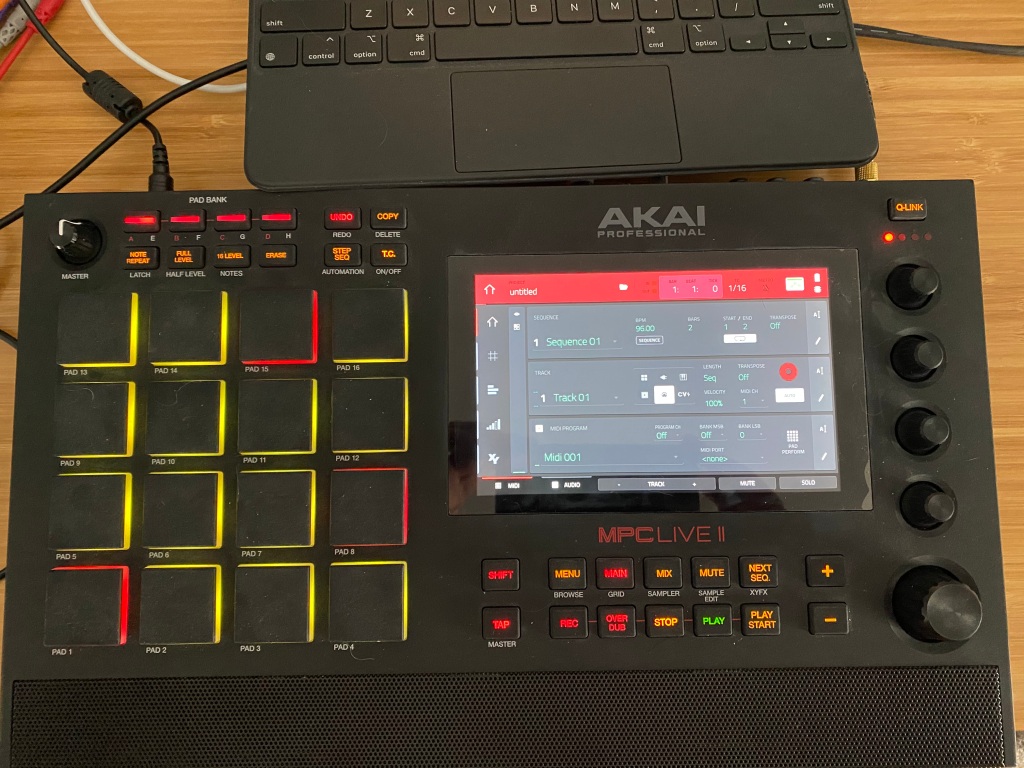 shift Z X C V B N M , . / shift
control option cmd cmd option
PAD BANK
A E B F C G D H
UNDO COPY
REDO DELETE
MASTER
NOTE REPEAT FULL LEVEL 16 LEVEL ERASE
STEP SEQ T.C.
LATCH HALF LEVEL NOTES
AUTOMATION ON/OFF
AKAI
PROFESSIONAL
Q-LINK
untitled 1: 1: 0 1/16
SEQUENCE BPM BARS START / END TRANSPOSE
96.00 2 1 2 Off
1 Sequence 01 SEQUENCE
TRACK LENGTH TRANSPOSE
Seq Off
1 Track 01 CV
VELOCITY MIDI CH
100% 1
MIDI PROGRAM PROGRAM CH BANK MSB BANK LSB
Off Off 0
PAD PERFORM
MIDI PORT
Midi 001 <none>
MIDI AUDIO - TRACK + MUTE SOLO
PAD 13 PAD 14 PAD 15 PAD 16
PAD 9 PAD 10 PAD 11 PAD 12
PAD 5 PAD 6 PAD 7 PAD 8
PAD 1 PAD 2 PAD 3 PAD 4
MPC LIVE II
SHIFT MENU MAIN MIX MUTE NEXT SEQ. +
BROWSE GRID SAMPLER SAMPLE EDIT XYFX
TAP REC OVER DUB STOP PLAY PLAY START -
MASTER